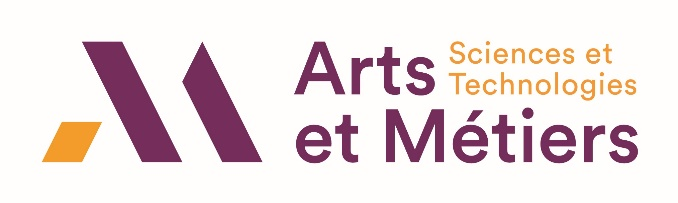 Arts
Sciences et
Technologies
et Métiers